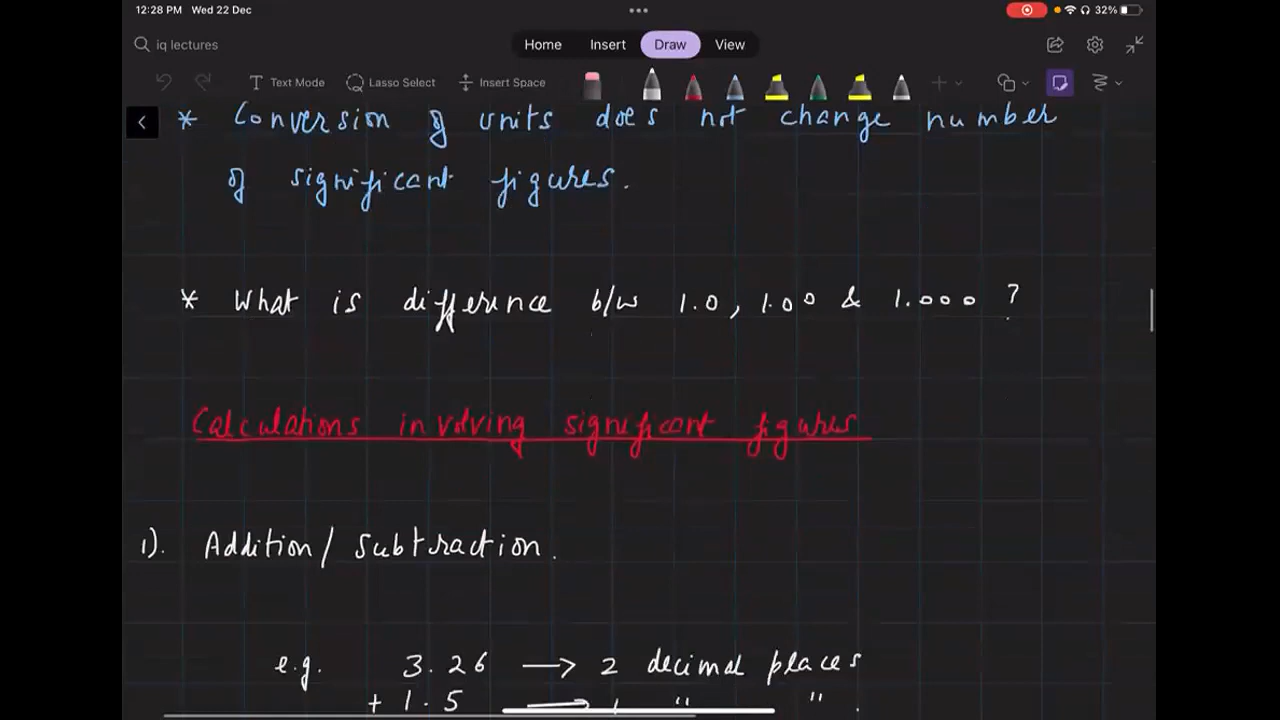 12:28 PM Wed 22 Dec
32%
iq lectures
Home Insert Draw View
Text Mode Lasso Select Insert Space
* Conversion of units does not change number
of significant figures.
* What is difference b/w 1.0, 1.00 & 1.000 ?
Calculations involving significant figures
1). Addition/ Subtraction.
e.g. 3.26 → 2 decimal places
+ 1.5 → 1 " " .